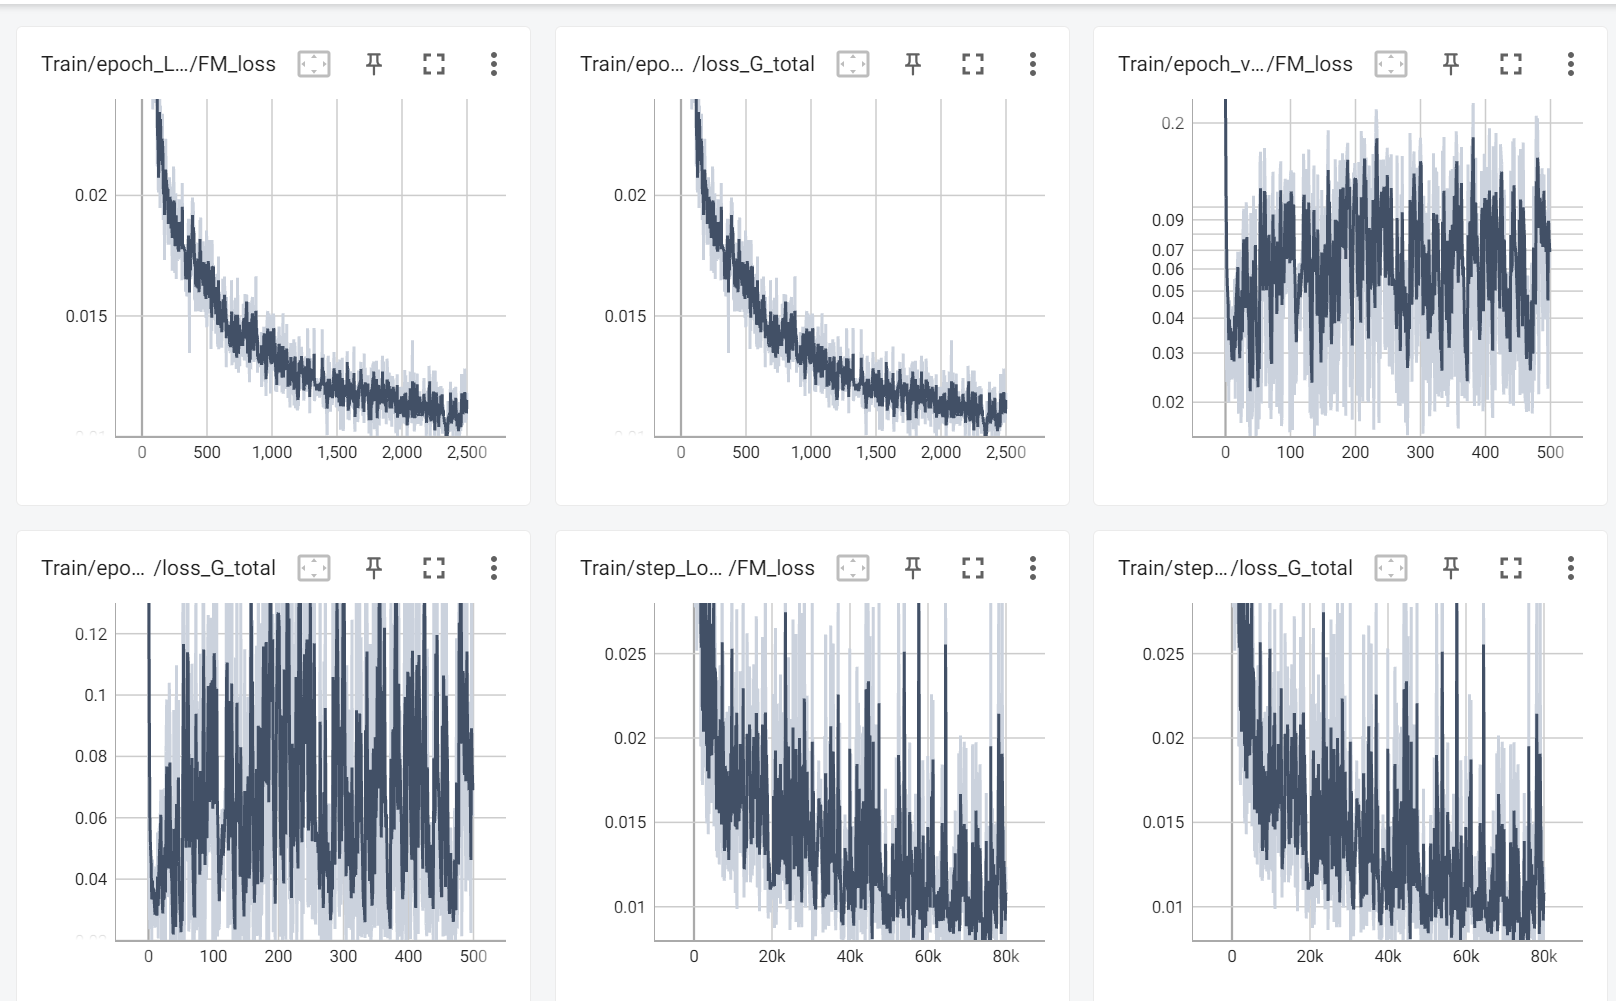 Train/epoch_L.../FM_loss
0.02
0.015
0 500 1,000 1,500 2,000 2,500
Train/epo... /loss_G_total
0.02
0.015
0 500 1,000 1,500 2,000 2,500
Train/epoch_v.../FM_loss
0.2
0.09
0.07
0.06
0.05
0.04
0.03
0.02
0 100 200 300 400 500
Train/epo... /loss_G_total
0.12
0.1
0.08
0.06
0.04
0 100 200 300 400 500
Train/step_Lo... /FM_loss
0.025
0.02
0.015
0.01
0 20k 40k 60k 80k
Train/step.../loss_G_total
0.025
0.02
0.015
0.01
0 20k 40k 60k 80k